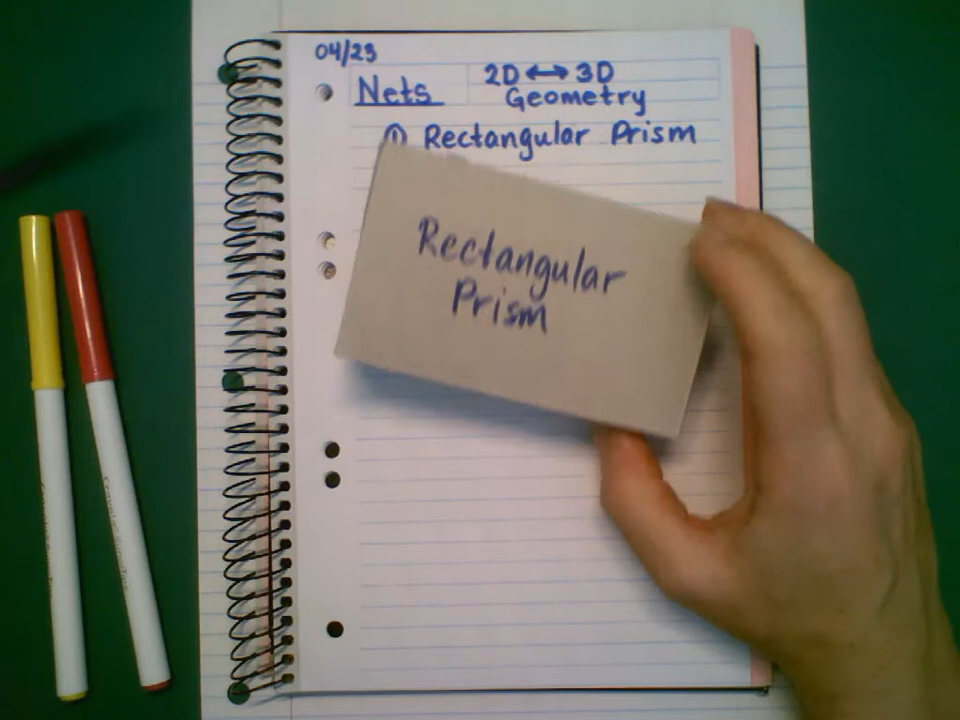 04/23
Nets
2D ↔ 3D
Geometry
① Rectangular Prism
Rectangular
Prism